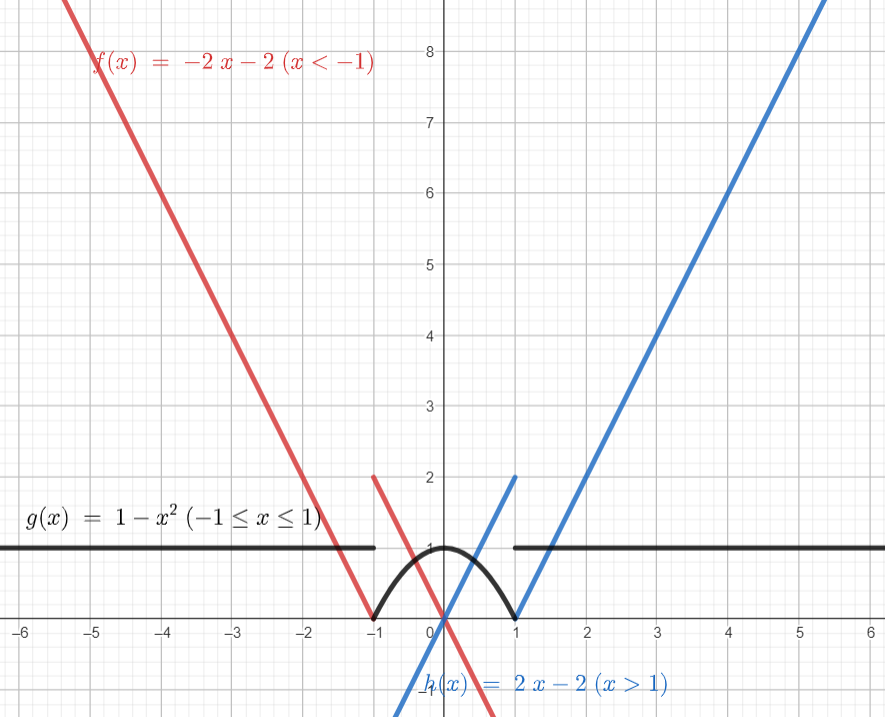 8
f(x) = −2 x − 2 (x < −1)
7
6
5
4
3
2
g(x) = 1 − x² (−1 ≤ x ≤ 1)
1
−6 −5 −4 −3 −2 −1 0 1 2 3 4 5 6
h(x) = 2 x − 2 (x > 1)
−1